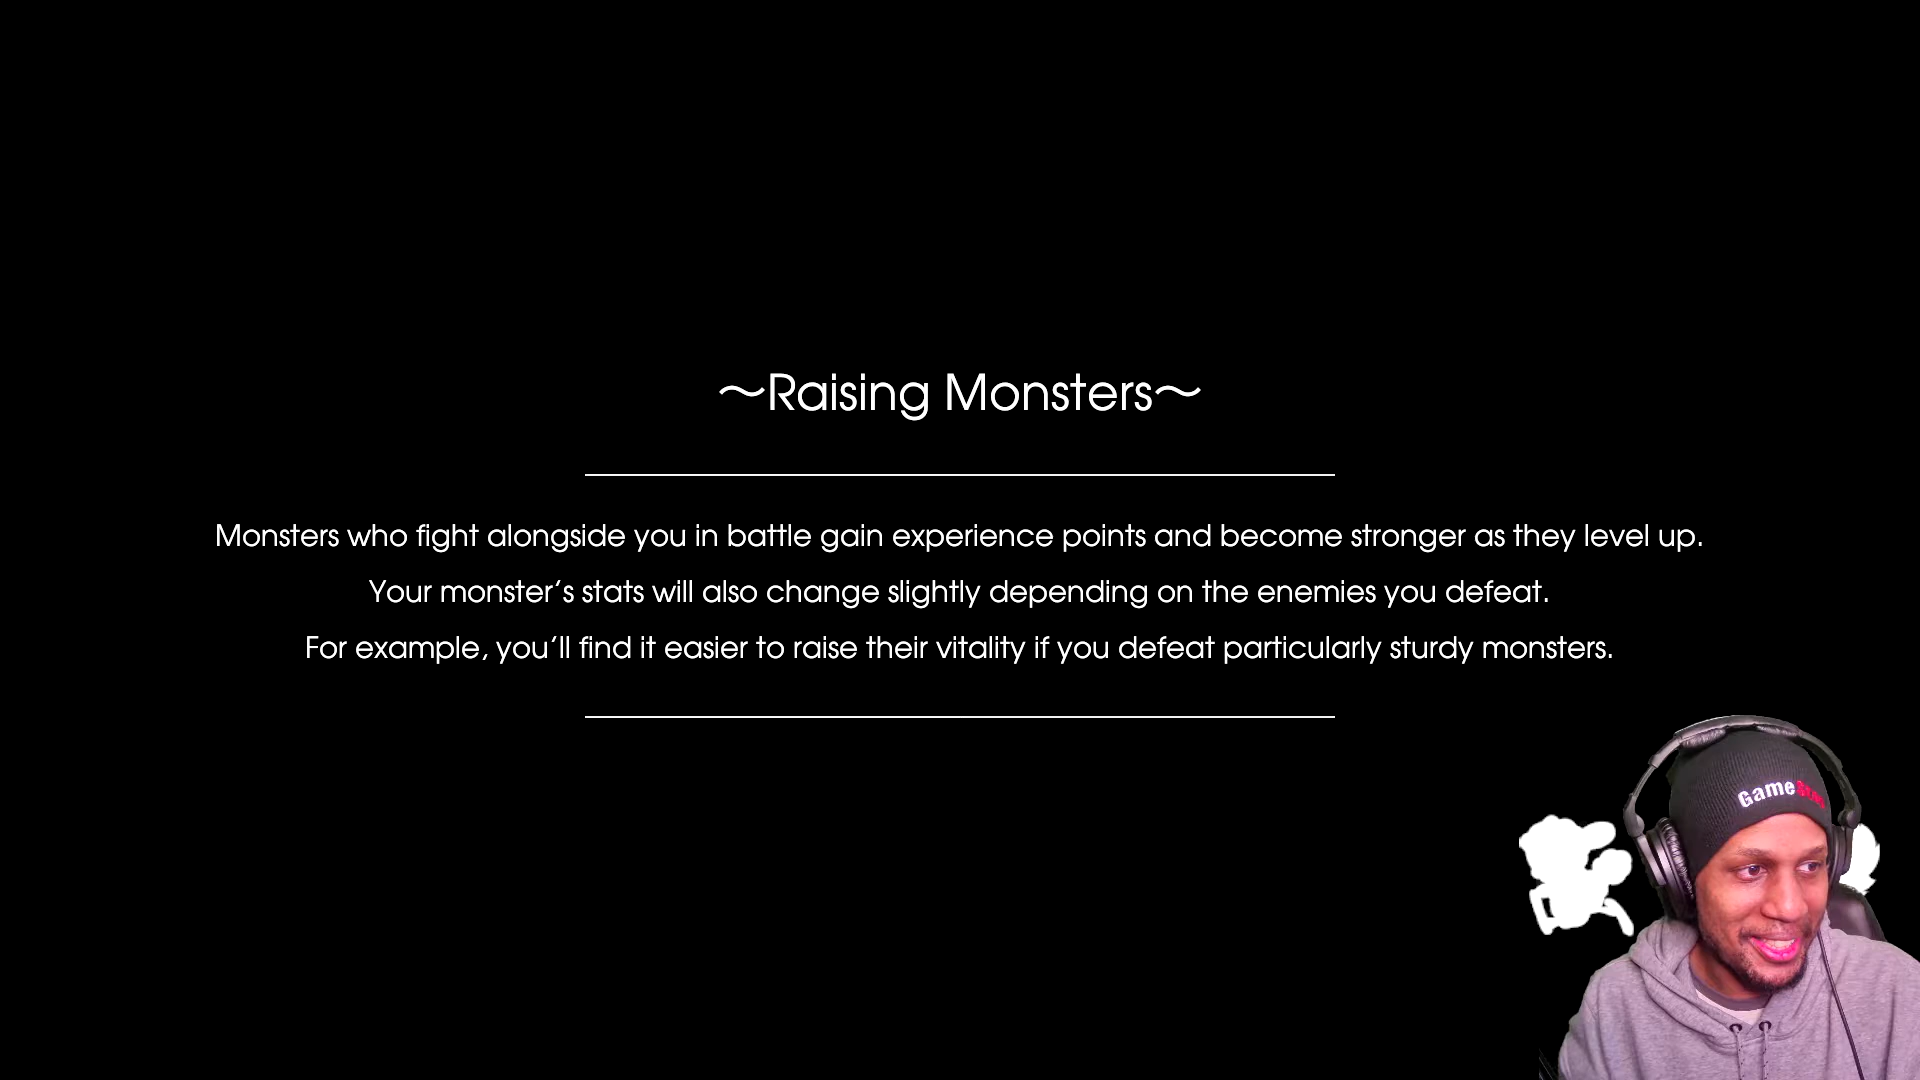 ～Raising Monsters～
Monsters who fight alongside you in battle gain experience points and become stronger as they level up.
Your monster’s stats will also change slightly depending on the enemies you defeat.
For example, you’ll find it easier to raise their vitality if you defeat particularly sturdy monsters.
GameStop